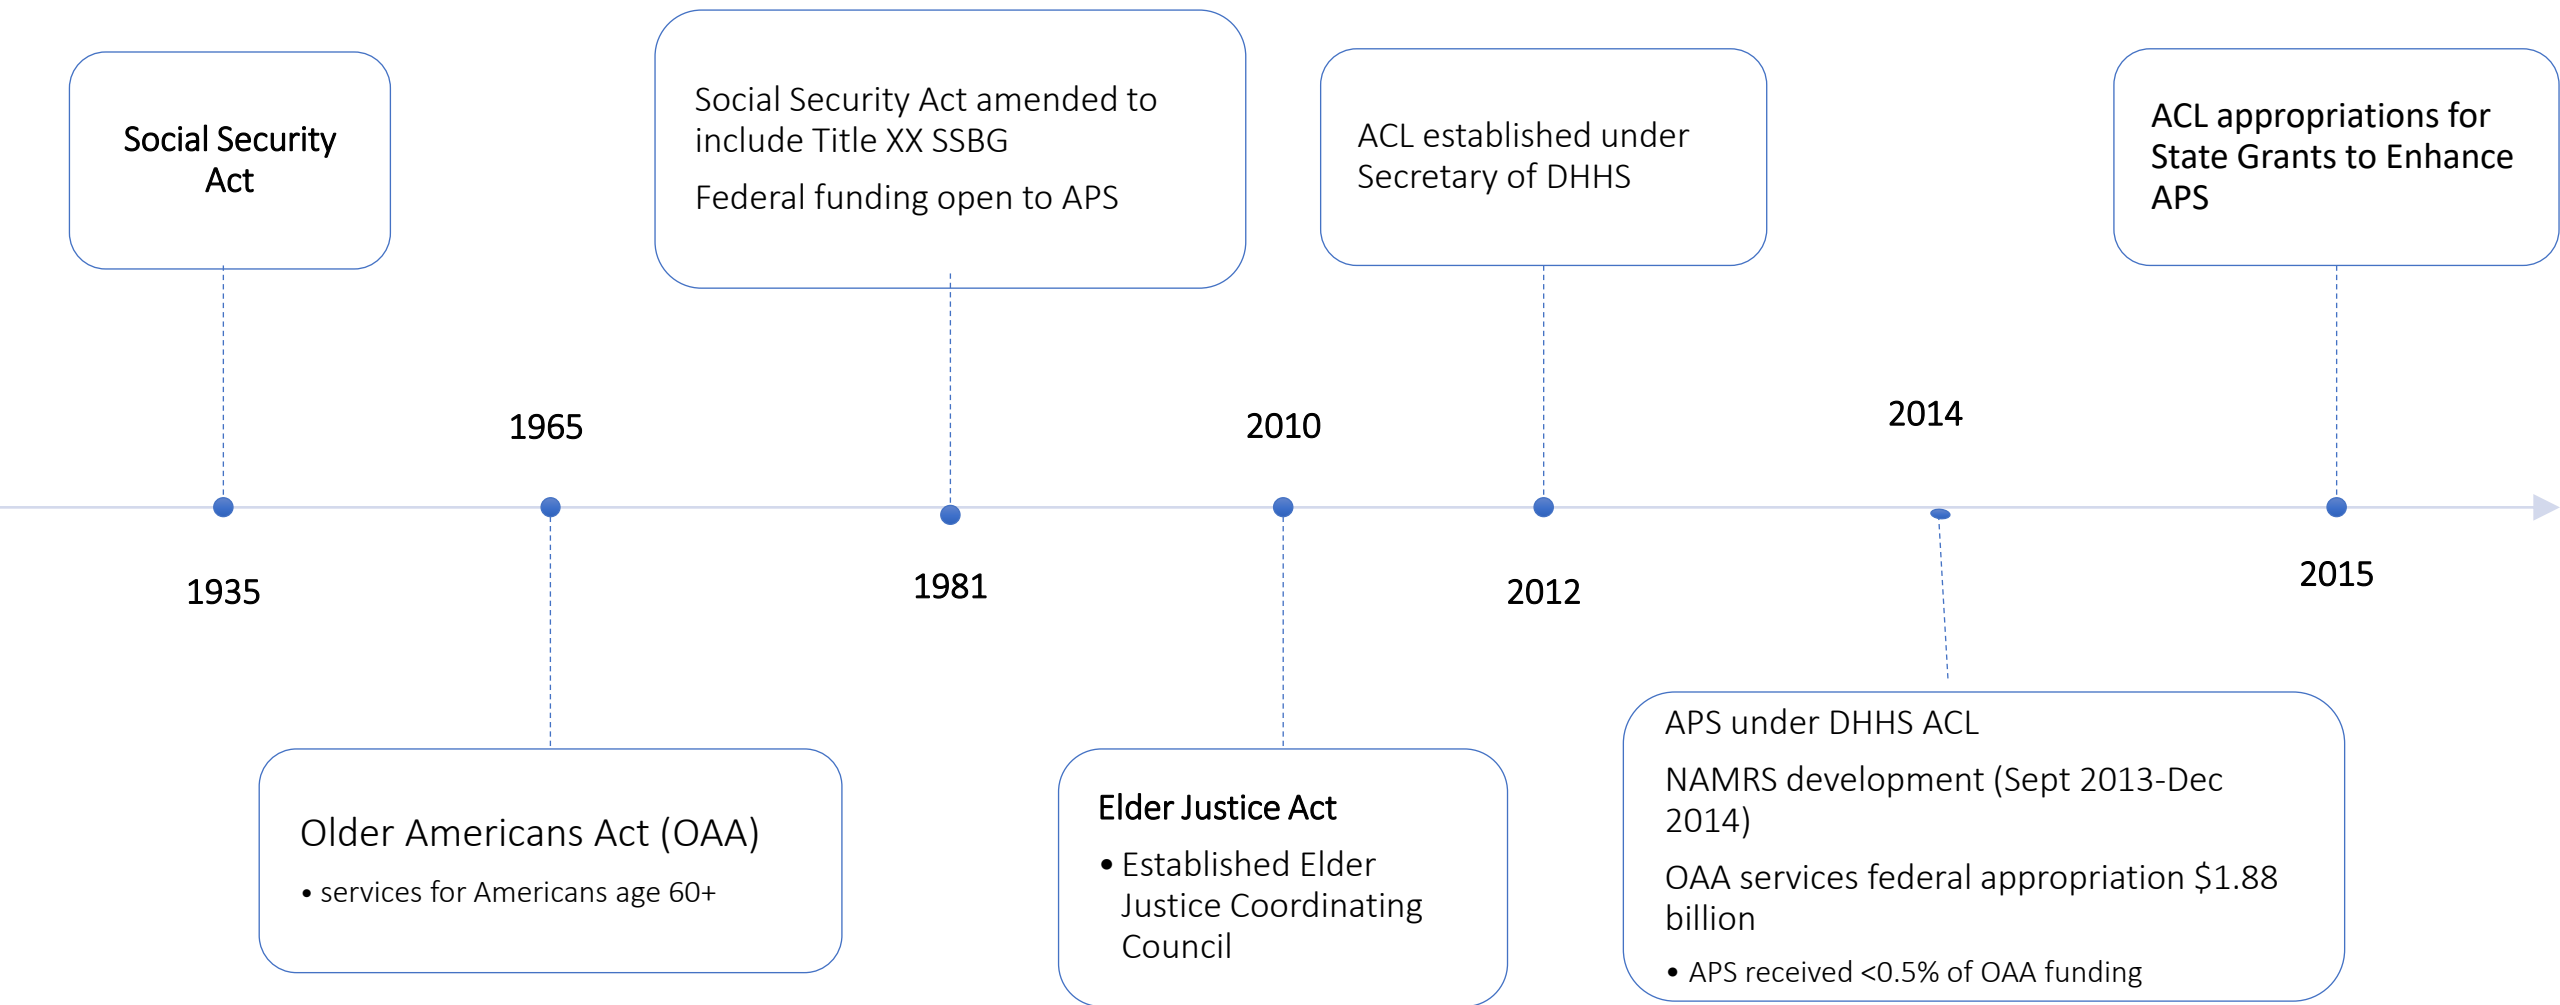 Social Security
Act
Social Security Act amended to
include Title XX SSBG
Federal funding open to APS
ACL established under
Secretary of DHHS
ACL appropriations for
State Grants to Enhance
APS
1965
2010
2014
1935
1981
2012
2015
Older Americans Act (OAA)
• services for Americans age 60+
Elder Justice Act
• Established Elder
Justice Coordinating
Council
APS under DHHS ACL
NAMRS development (Sept 2013-Dec
2014)
OAA services federal appropriation $1.88
billion
• APS received <0.5% of OAA funding